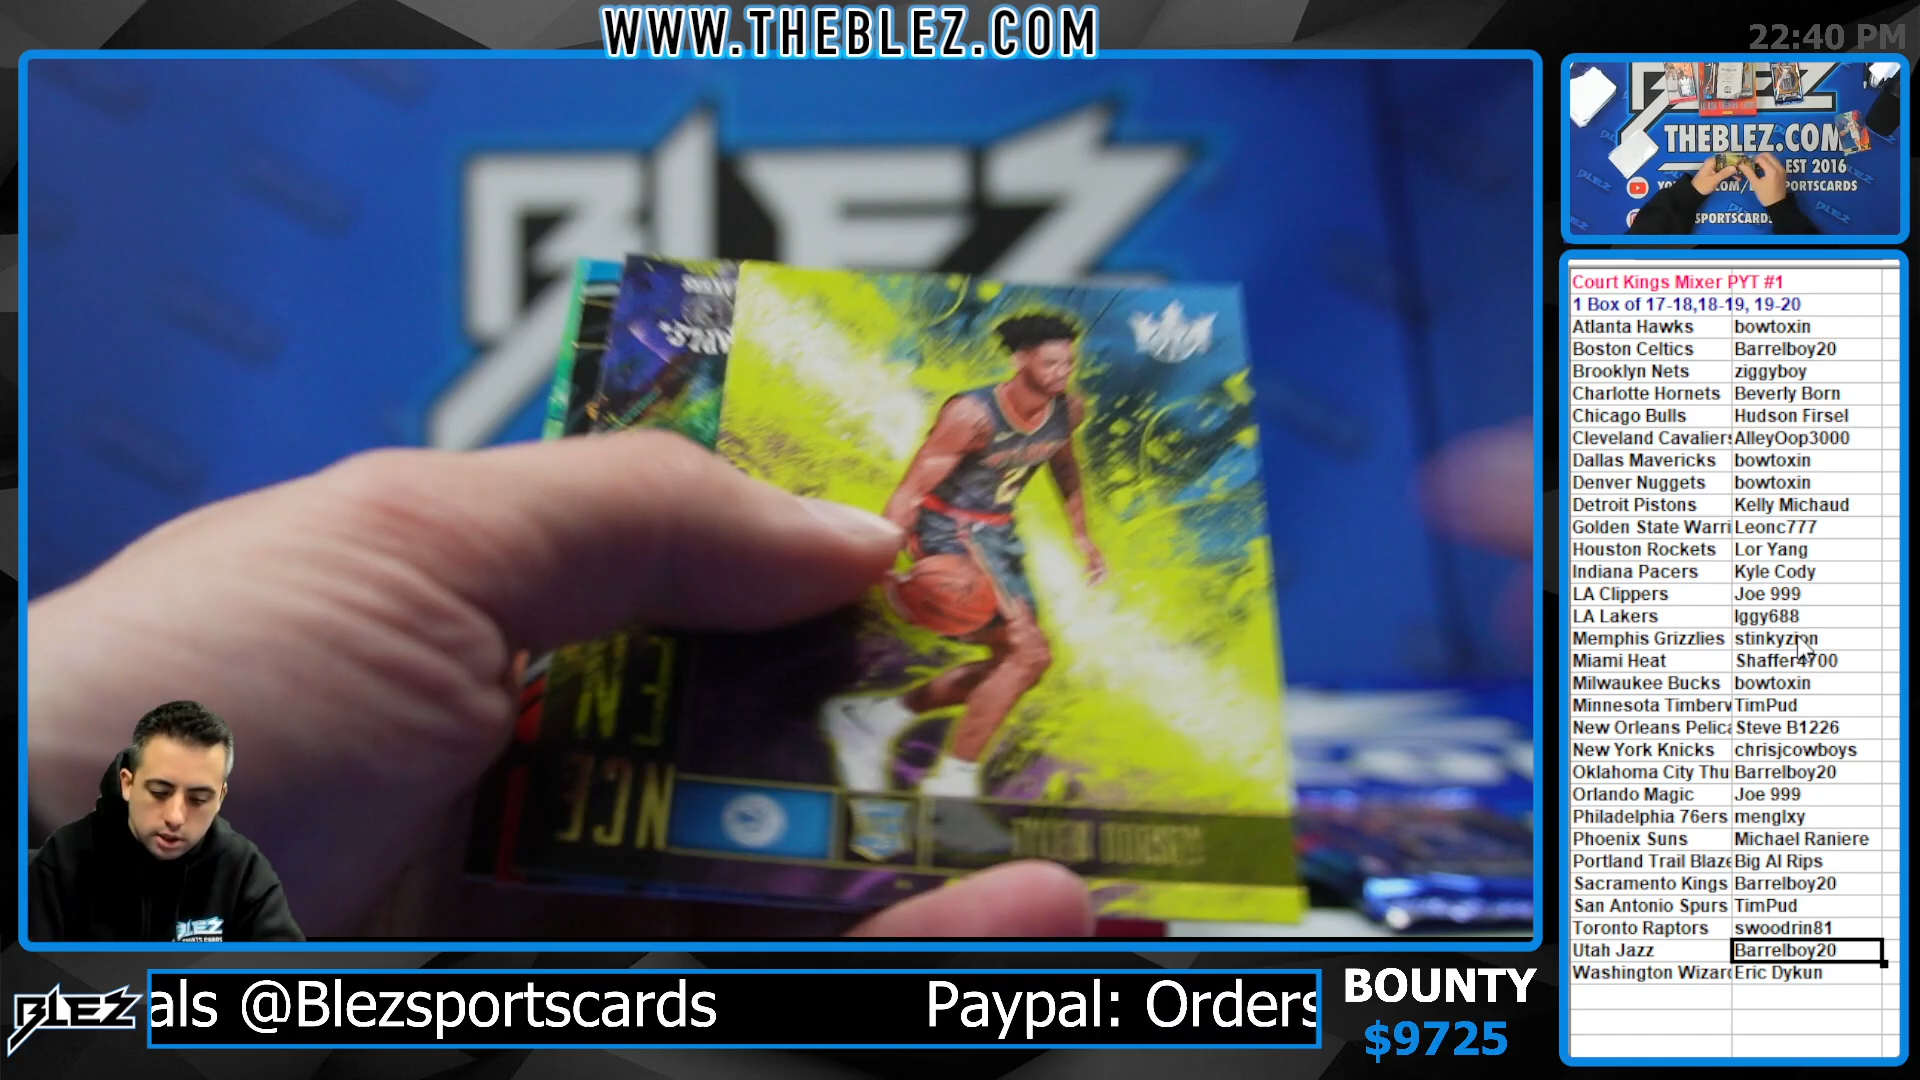 WWW.THEBLEZ.COM
22:40 PM
BLEZ
THEBLEZ.COM
EST 2016
SPORTSCARDS
Court Kings Mixer PYT #1
1 Box of 17-18,18-19, 19-20
Atlanta Hawks bowtoxin
Boston Celtics Barrelboy20
Brooklyn Nets ziggyboy
Charlotte Hornets Beverly Born
Chicago Bulls Hudson Firsel
Cleveland Cavaliers AlleyOop3000
Dallas Mavericks bowtoxin
Denver Nuggets bowtoxin
Detroit Pistons Kelly Michaud
Golden State Warri Leonc777
Houston Rockets Lor Yang
Indiana Pacers Kyle Cody
LA Clippers Joe 999
LA Lakers Iggy688
Memphis Grizzlies stinkyzion
Miami Heat Shaffer4700
Milwaukee Bucks bowtoxin
Minnesota Timberw TimPud
New Orleans Pelica Steve B1226
New York Knicks chrisjcowboys
Oklahoma City Thu Barrelboy20
Orlando Magic Joe 999
Philadelphia 76ers menglxy
Phoenix Suns Michael Raniere
Portland Trail Blaze Big Al Rips
Sacramento Kings Barrelboy20
San Antonio Spurs TimPud
Toronto Raptors swoodrin81
Utah Jazz Barrelboy20
Washington Wizard Eric Dykun
2
TYLER DORSEY
BLEZ
als @Blezsportscards Paypal: Orders
BOUNTY
$9725